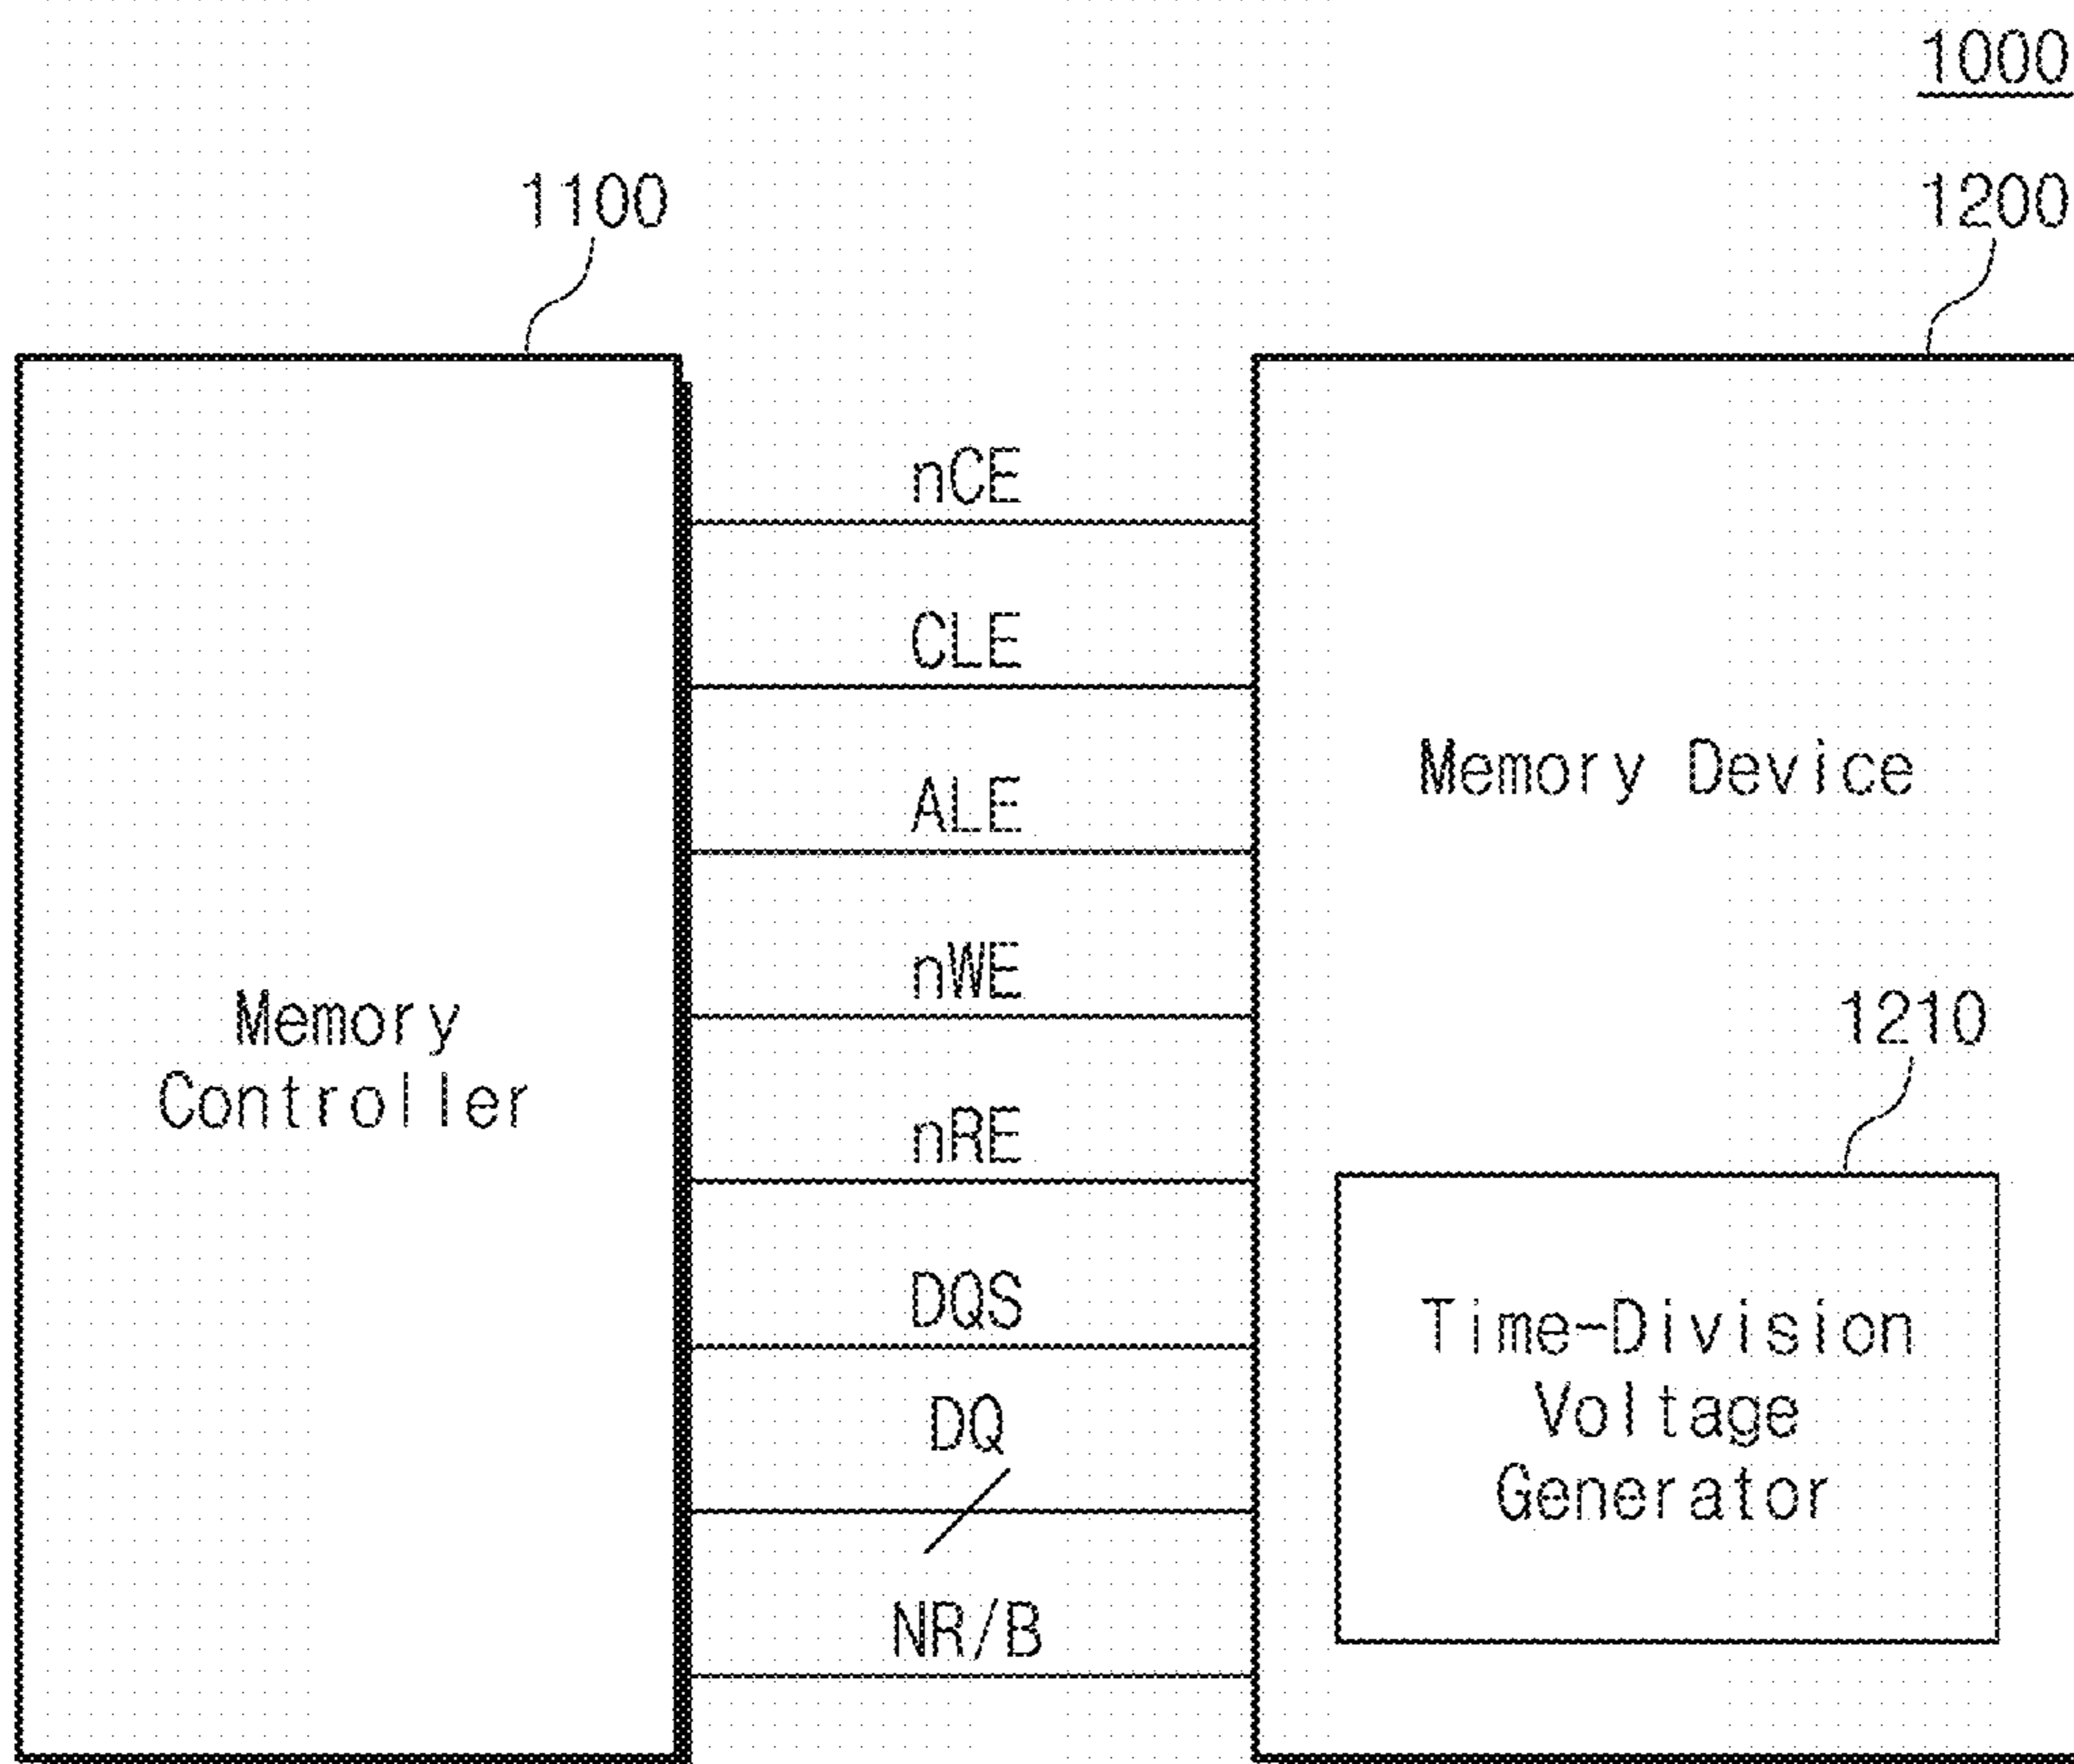 1000
1100
1200
nCE
CLE
ALE
Memory Device
nWE
Memory
Controller
1210
nRE
DQS
Time-Division
Voltage
Generator
DQ
NR/B